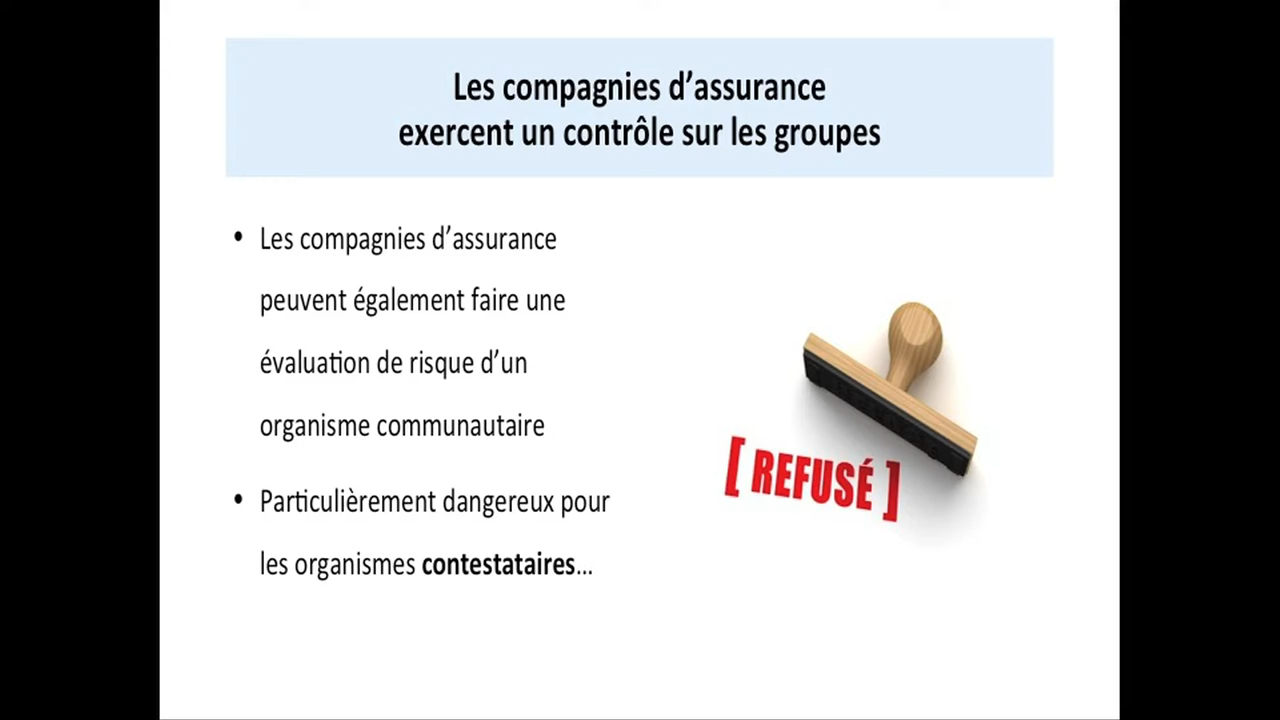 Les compagnies d’assurance
exercent un contrôle sur les groupes
• Les compagnies d’assurance
peuvent également faire une
évaluation de risque d’un
organisme communautaire
• Particulièrement dangereux pour
les organismes contestataires...
[ REFUSÉ ]